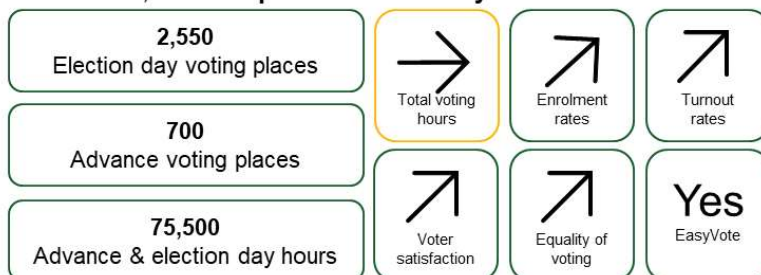 2,550
Election day voting places
700
Advance voting places
75,500
Advance & election day hours
Total voting
hours
Enrolment
rates
Turnout
rates
Voter
satisfaction
Equality of
voting
Yes
EasyVote